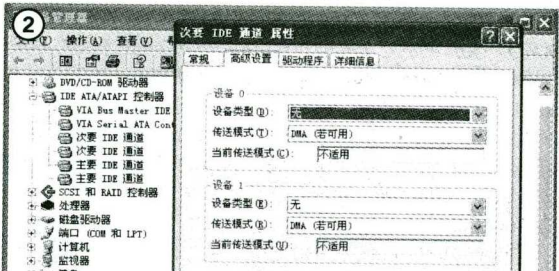 ②
操作(A) 查看(V)
DVD/CD-ROM 驱动器
IDE ATA/ATAPI 控制器
VIA Bus Master IDE
VIA Serial ATA Cont
次要 IDE 通道
次要 IDE 通道
主要 IDE 通道
主要 IDE 通道
SCSI 和 RAID 控制器
处理器
磁盘驱动器
端口 (COM 和 LPT)
计算机
监视器
次要 IDE 通道 属性
常规 高级设置 驱动程序 详细信息
设备 0
设备类型(D): 无
传送模式(T): DMA (若可用)
当前传送模式(C): 不适用
设备 1
设备类型(E): 无
传送模式(R): DMA (若可用)
当前传送模式(U): 不适用